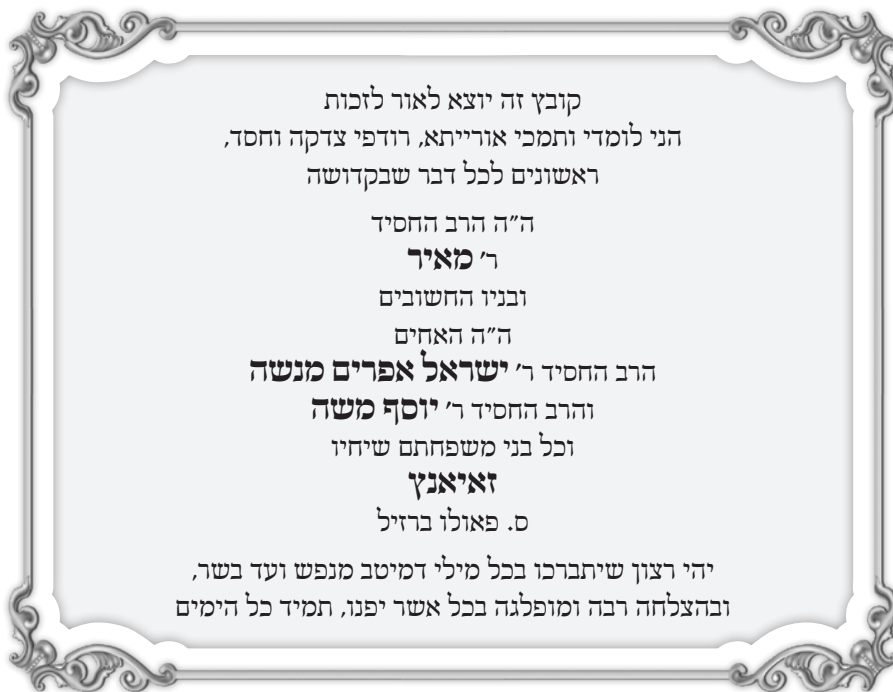 קובץ זה יוצא לאור לזכות
הני לומדי ותמכי אורייתא, רודפי צדקה וחסד,
ראשונים לכל דבר שבקדושה
ה״ה הרב החסיד
ר׳ מאיר
ובניו החשובים
ה״ה האחים
הרב החסיד ר׳ ישראל אפרים מנשה
והרב החסיד ר׳ יוסף משה
וכל בני משפחתם שיחיו
זאיאנץ
ס. פאולו ברזיל
יהי רצון שיתברכו בכל מילי דמיטב מנפש ועד בשר,
ובהצלחה רבה ומופלגה בכל אשר יפנו, תמיד כל הימים